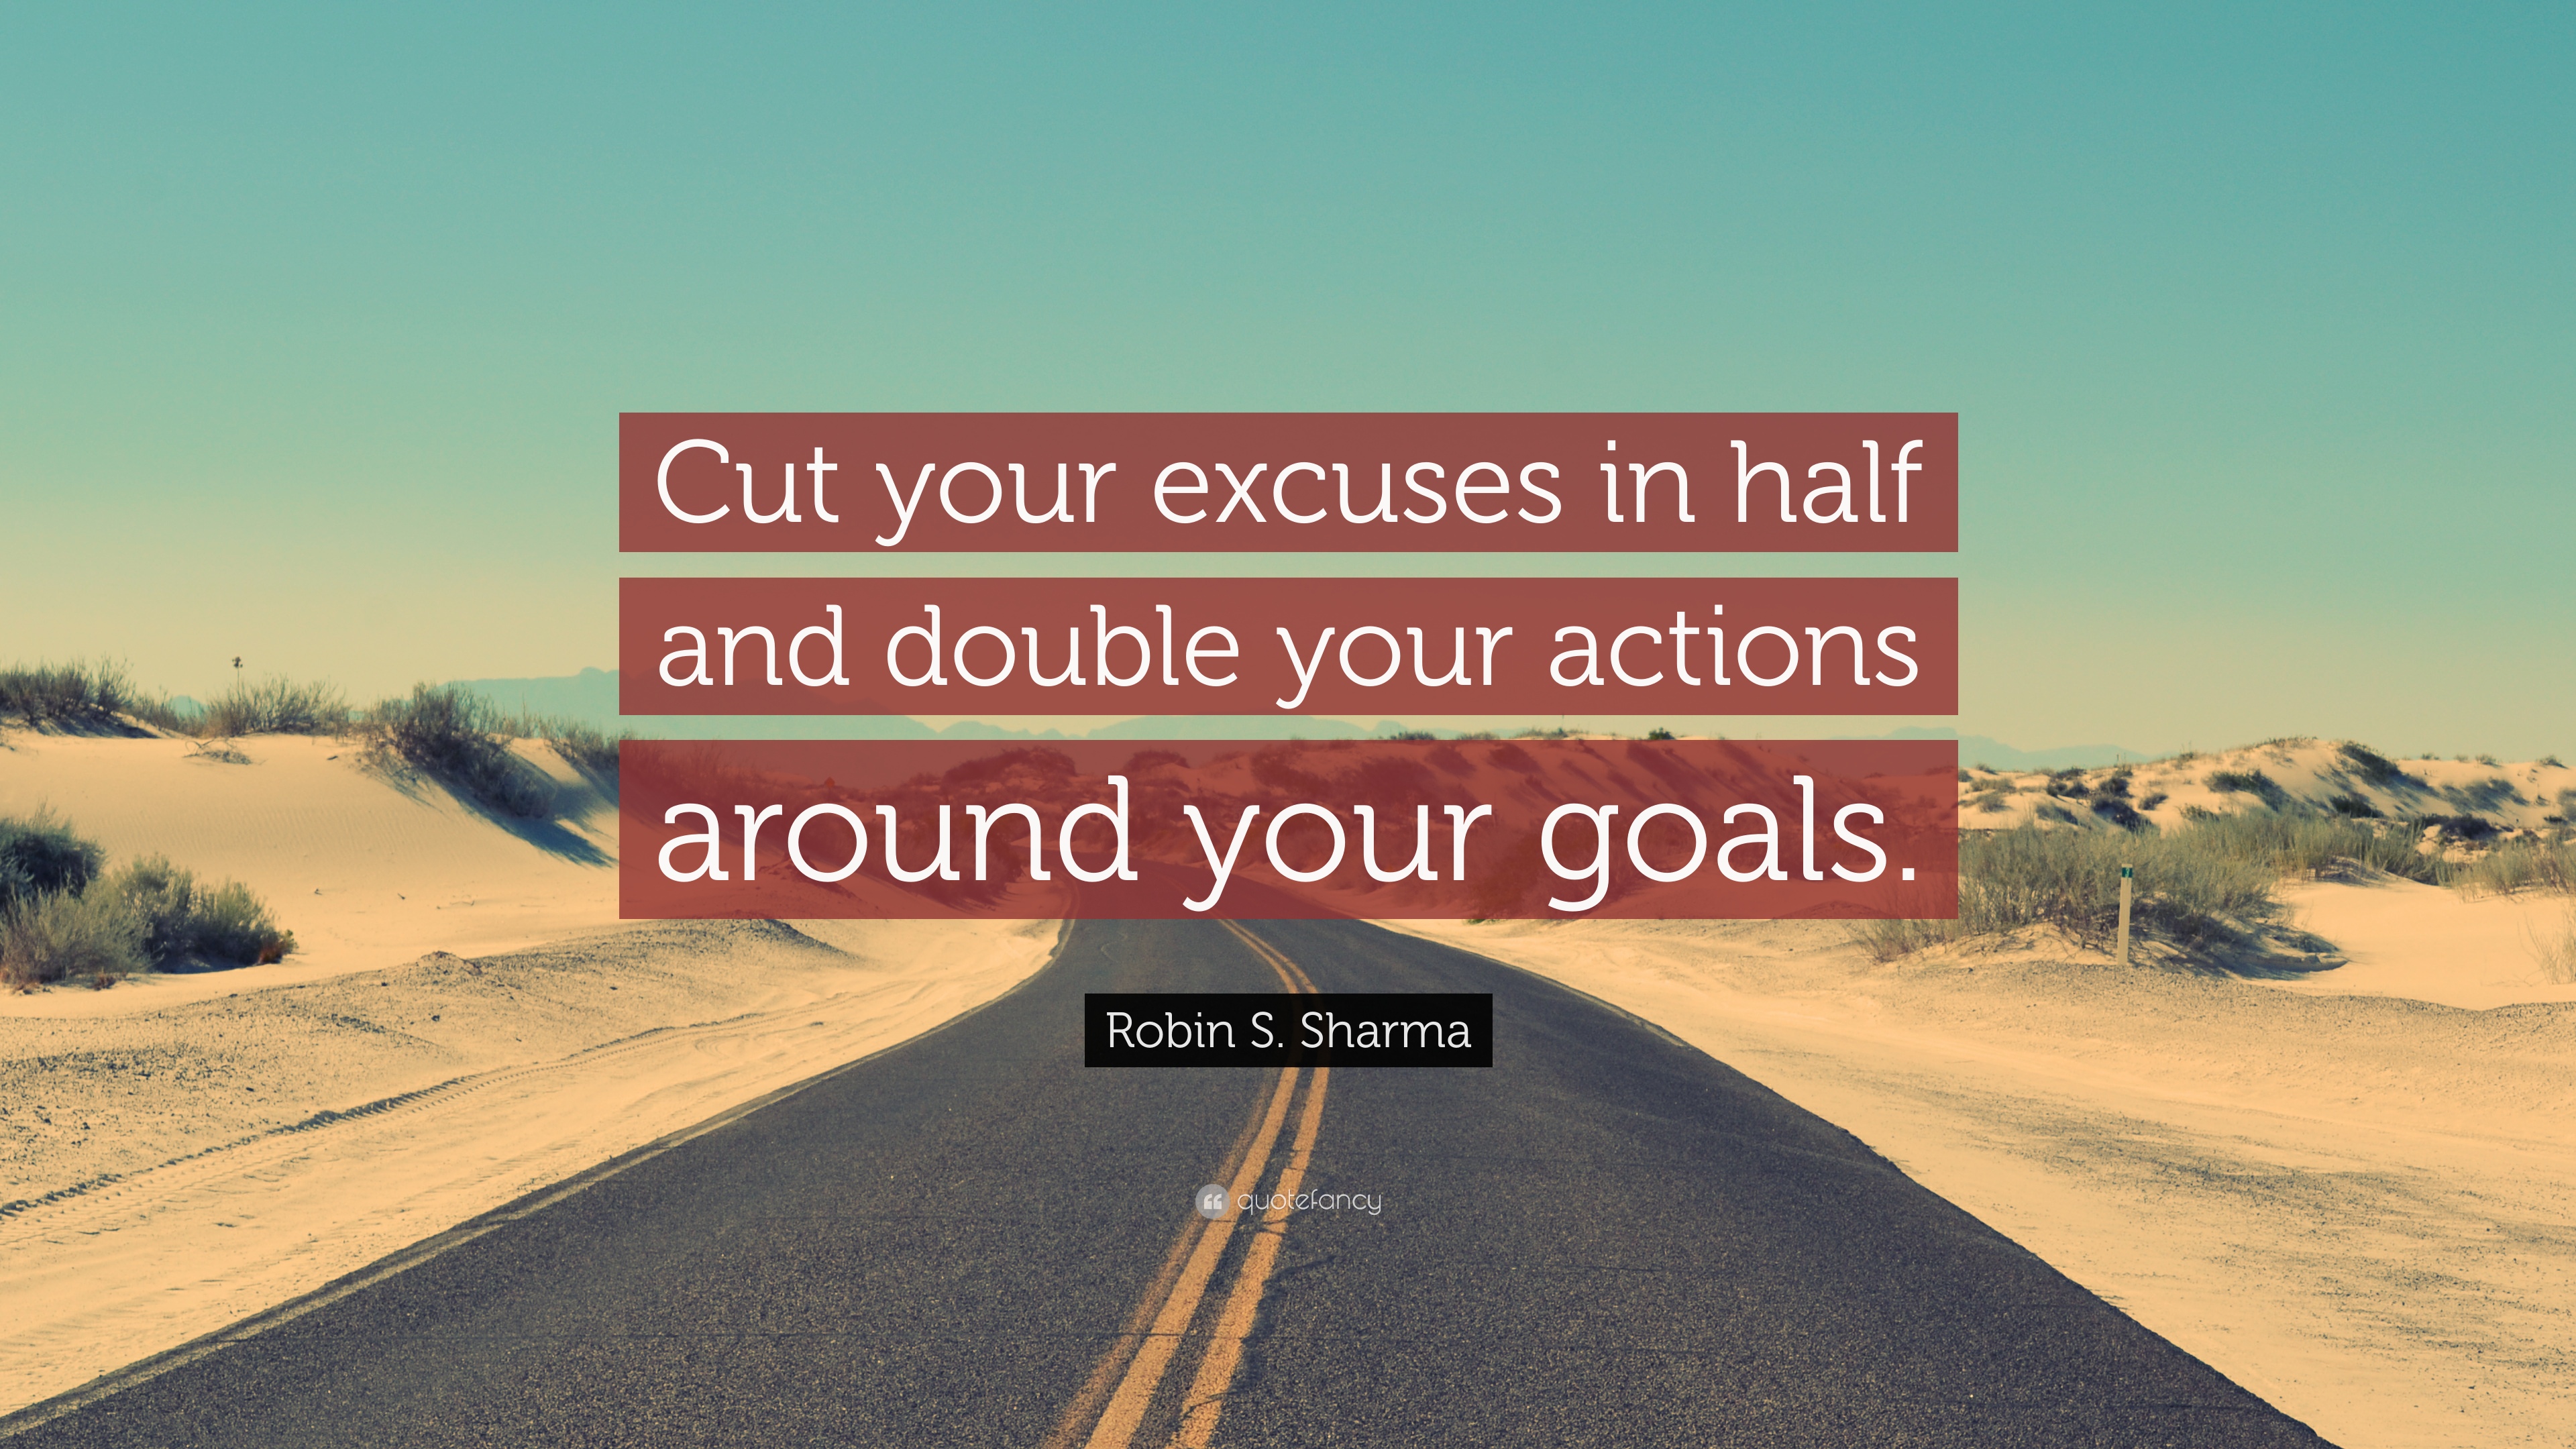 Cut your excuses in half
and double your actions
around your goals.
Robin S. Sharma
quotefancy